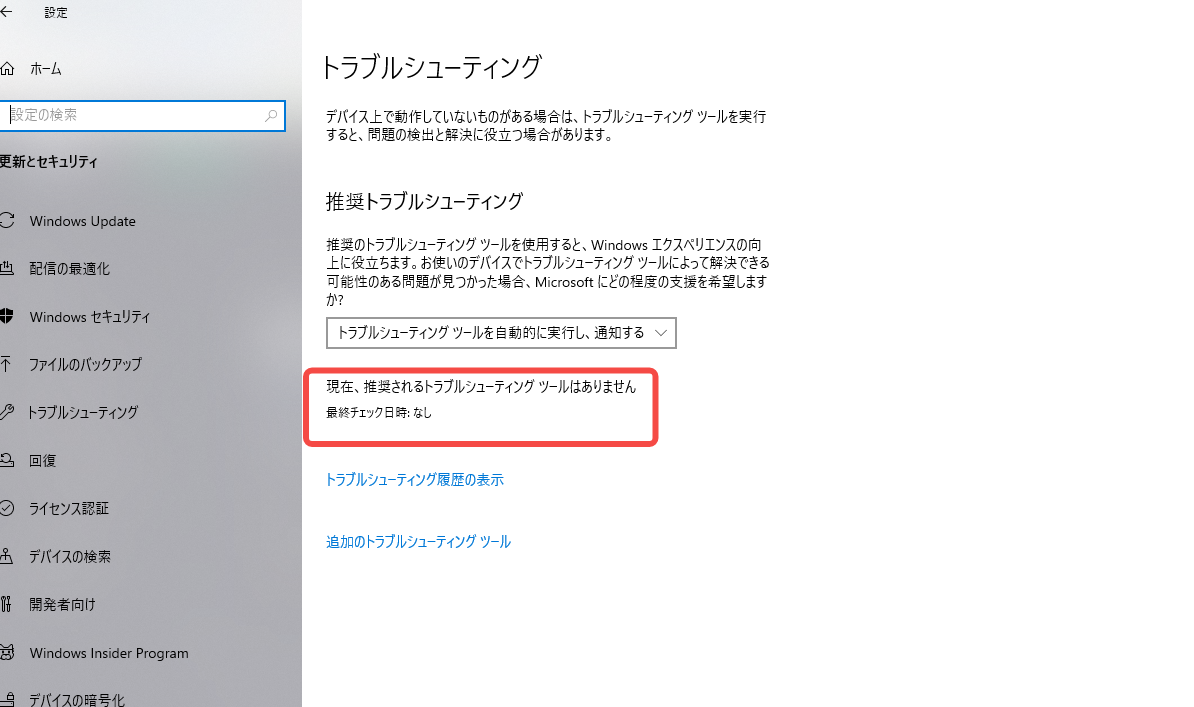 設定
ホーム
設定の検索
更新とセキュリティ
Windows Update
配信の最適化
Windows セキュリティ
ファイルのバックアップ
トラブルシューティング
回復
ライセンス認証
デバイスの検索
開発者向け
Windows Insider Program
デバイスの暗号化
トラブルシューティング
デバイス上で動作していないものがある場合は、トラブルシューティング ツールを実行
すると、問題の検出と解決に役立つ場合があります。
推奨トラブルシューティング
推奨のトラブルシューティング ツールを使用すると、Windows エクスペリエンスの向
上に役立ちます。お使いのデバイスでトラブルシューティング ツールによって解決できる
可能性のある問題が見つかった場合、Microsoft にどの程度の支援を希望します
か?
トラブルシューティング ツールを自動的に実行し、通知する
現在、推奨されるトラブルシューティング ツールはありません
最終チェック日時: なし
トラブルシューティング履歴の表示
追加のトラブルシューティング ツール